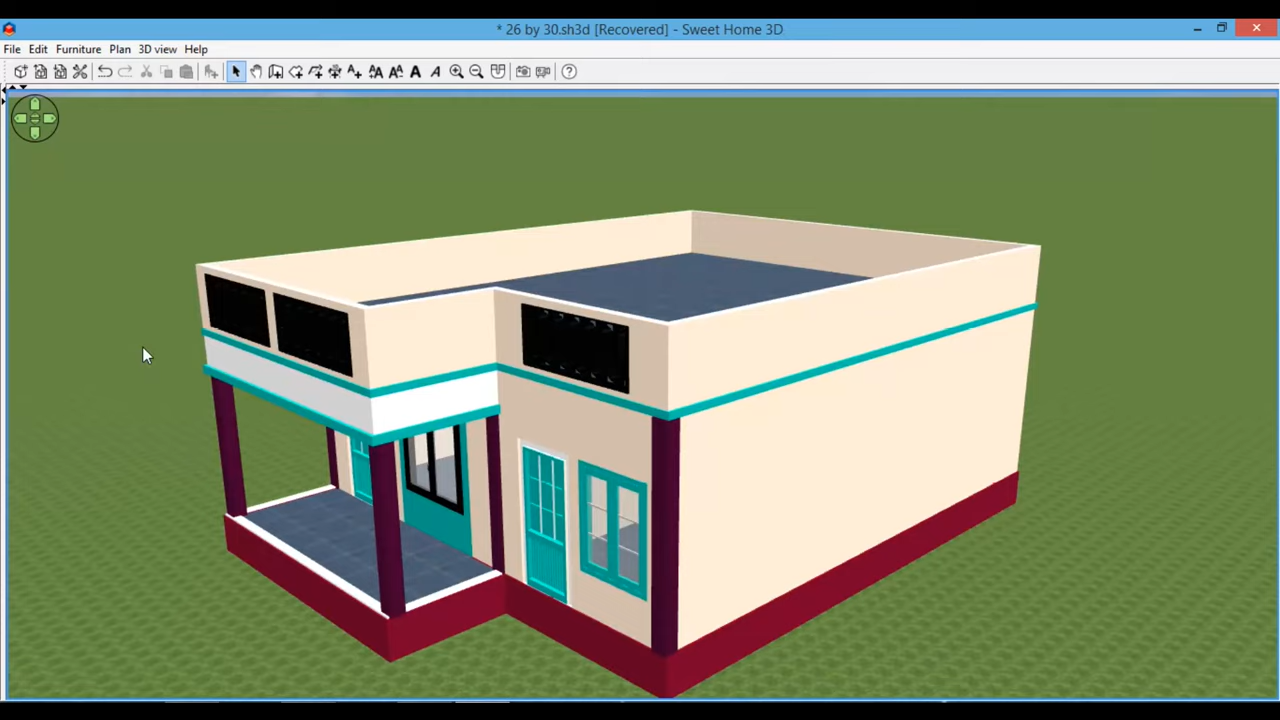 * 26 by 30.sh3d [Recovered] - Sweet Home 3D
File Edit Furniture Plan 3D view Help